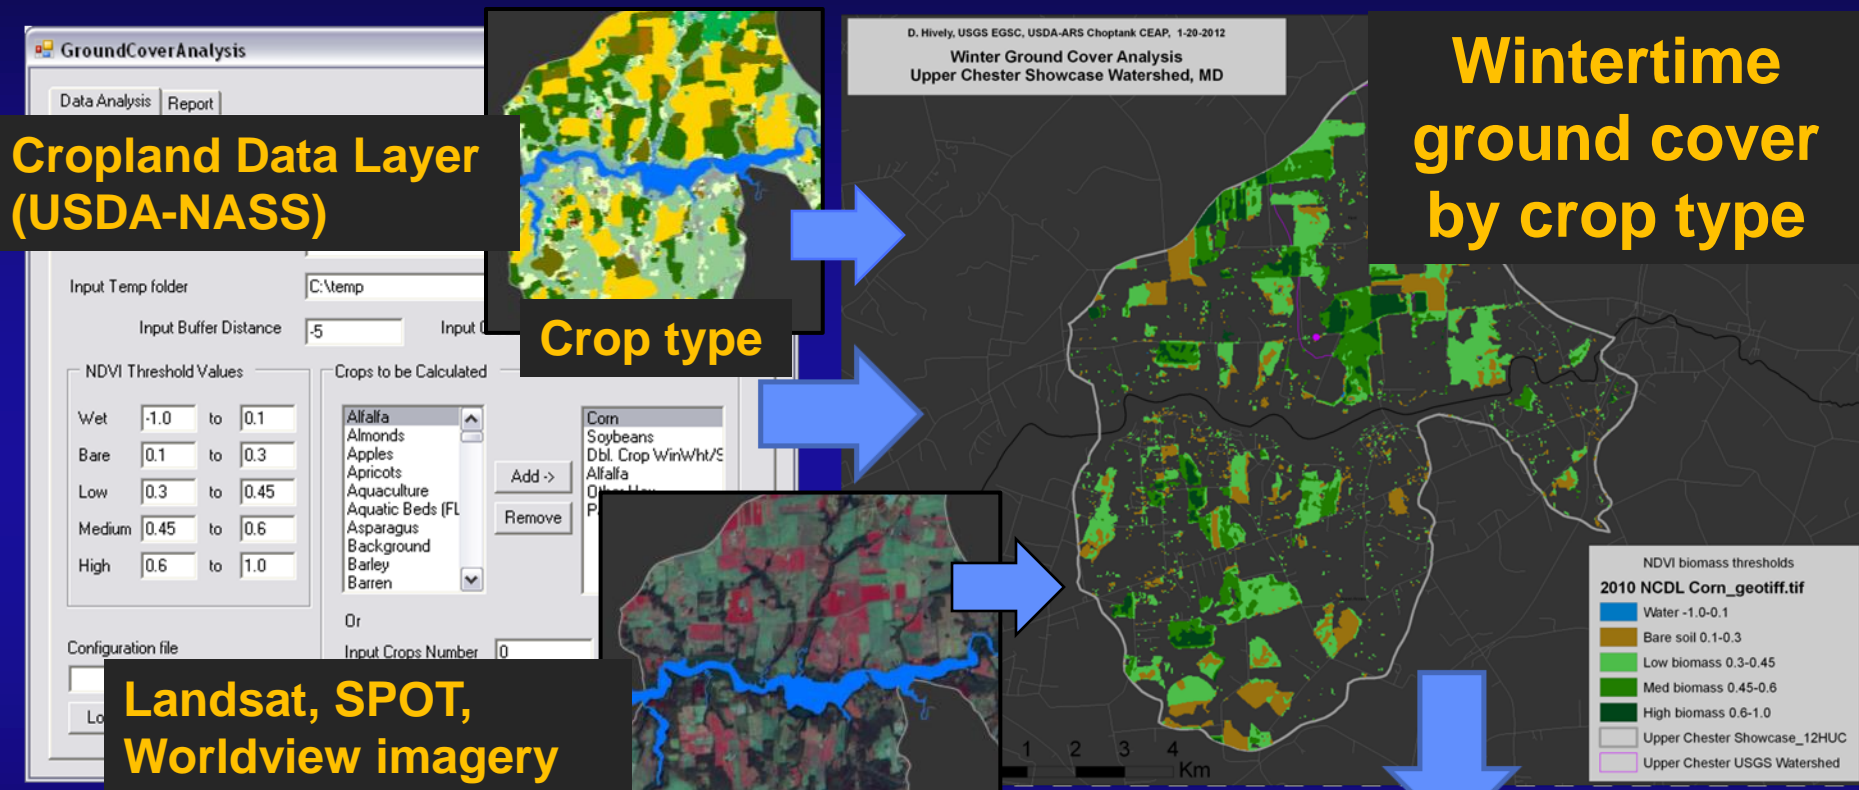 GroundCoverAnalysis
Data Analysis
Report
Cropland Data Layer
(USDA-NASS)
Input Temp folder
C:\temp
Input Buffer Distance
-5
Input
Crop type
NDVI Threshold Values
Wet -1.0 to 0.1
Bare 0.1 to 0.3
Low 0.3 to 0.45
Medium 0.45 to 0.6
High 0.6 to 1.0
Crops to be Calculated
Alfalfa
Almonds
Apples
Apricots
Aquaculture
Aquatic Beds (FL
Asparagus
Background
Barley
Barren
Add ->
Remove
Corn
Soybeans
Dbl. Crop WinWht/S
Alfalfa
Or
Input Crops Number
0
Configuration file
Landsat, SPOT,
Worldview imagery
D. Hively, USGS EGSC, USDA-ARS Choptank CEAP, 1-20-2012
Winter Ground Cover Analysis
Upper Chester Showcase Watershed, MD
Wintertime
ground cover
by crop type
NDVI biomass thresholds
2010 NCDL Corn_geotiff.tif
Water -1.0-0.1
Bare soil 0.1-0.3
Low biomass 0.3-0.45
Med biomass 0.45-0.6
High biomass 0.6-1.0
Upper Chester Showcase_12HUC
Upper Chester USGS Watershed
1 2 3 4
Km